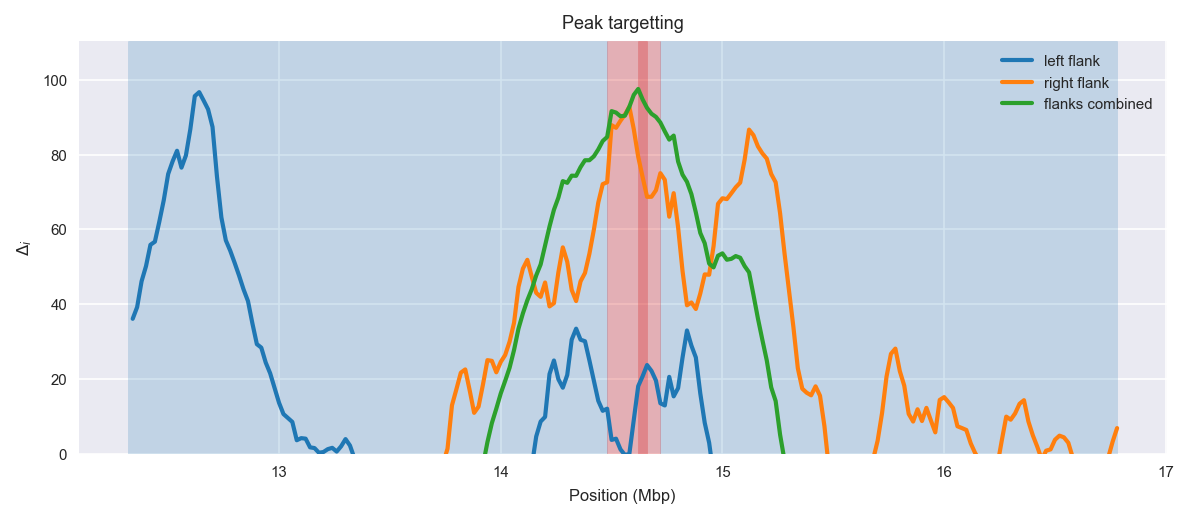 Peak targetting
100
80
60
40
20
0
Δi
13
14
15
16
17
Position (Mbp)
left flank
right flank
flanks combined